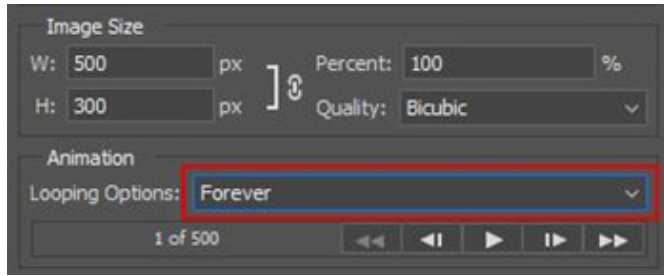 Image Size
W: 500 px Percent: 100 %
H: 300 px Quality: Bicubic
Animation
Looping Options: Forever
1 of 500